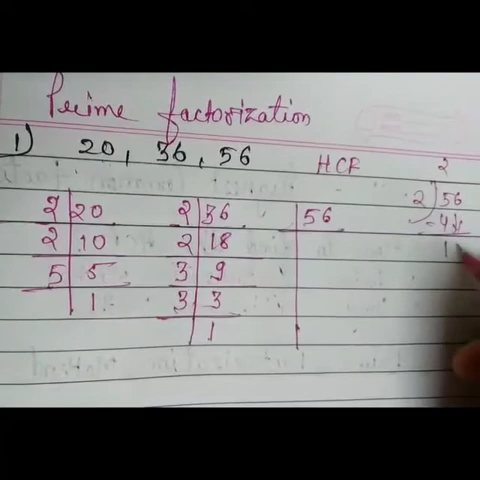 Prime factorization
1) 20, 36, 56 HCF 2
2 20 2 36 56 2)56
2 10 2 18 -4↓
5 5 3 9 1
1 3 3
1